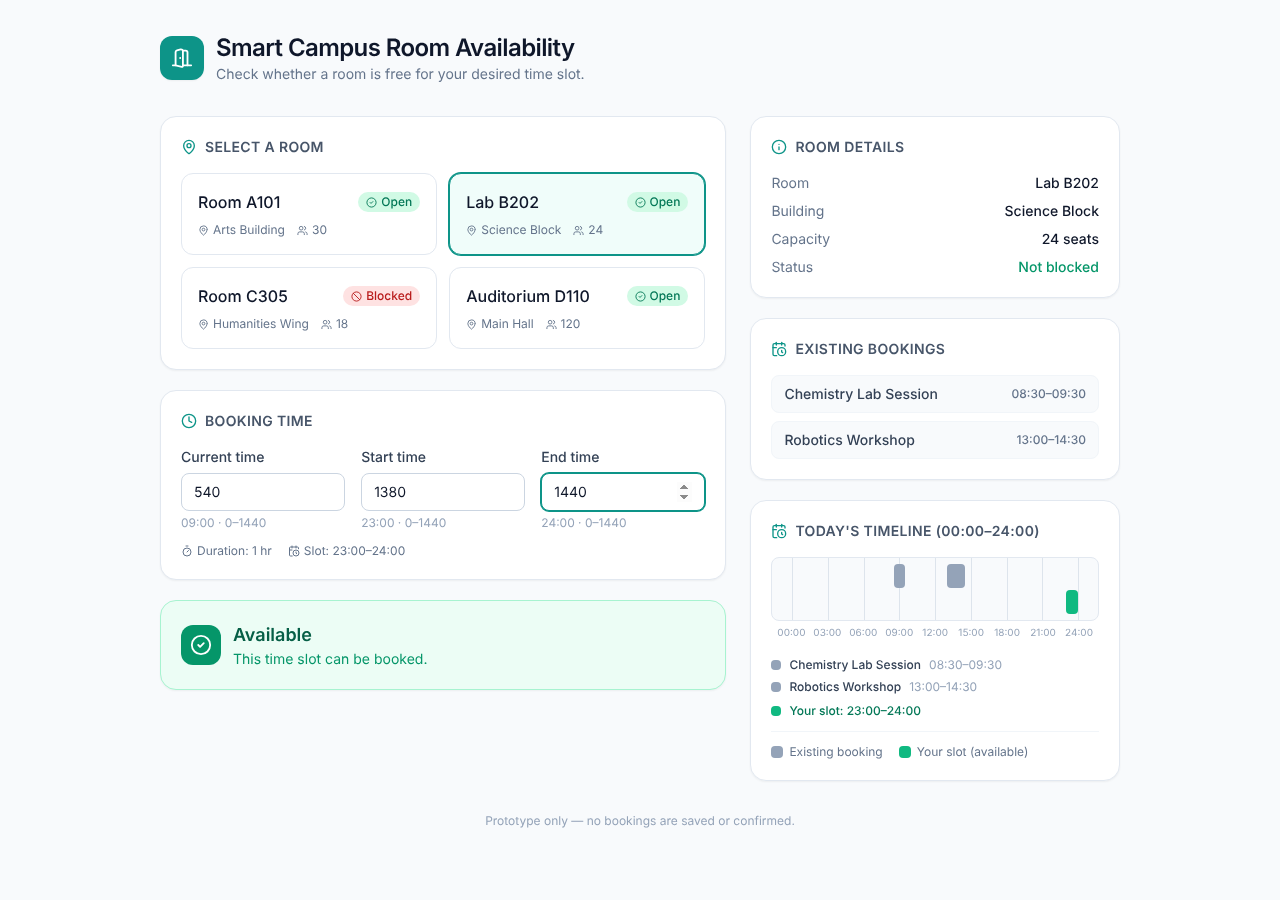 Smart Campus Room Availability
Check whether a room is free for your desired time slot.
SELECT A ROOM
Room A101
Open
Arts Building
30
Lab B202
Open
Science Block
24
Room C305
Blocked
Humanities Wing
18
Auditorium D110
Open
Main Hall
120
BOOKING TIME
Current time
Start time
End time
540
1380
1440
09:00 · 0–1440
23:00 · 0–1440
24:00 · 0–1440
Duration: 1 hr
Slot: 23:00–24:00
Available
This time slot can be booked.
ROOM DETAILS
Room
Lab B202
Building
Science Block
Capacity
24 seats
Status
Not blocked
EXISTING BOOKINGS
Chemistry Lab Session
08:30–09:30
Robotics Workshop
13:00–14:30
TODAY'S TIMELINE (00:00–24:00)
00:00 03:00 06:00 09:00 12:00 15:00 18:00 21:00 24:00
Chemistry Lab Session 08:30–09:30
Robotics Workshop 13:00–14:30
Your slot: 23:00–24:00
Existing booking
Your slot (available)
Prototype only — no bookings are saved or confirmed.